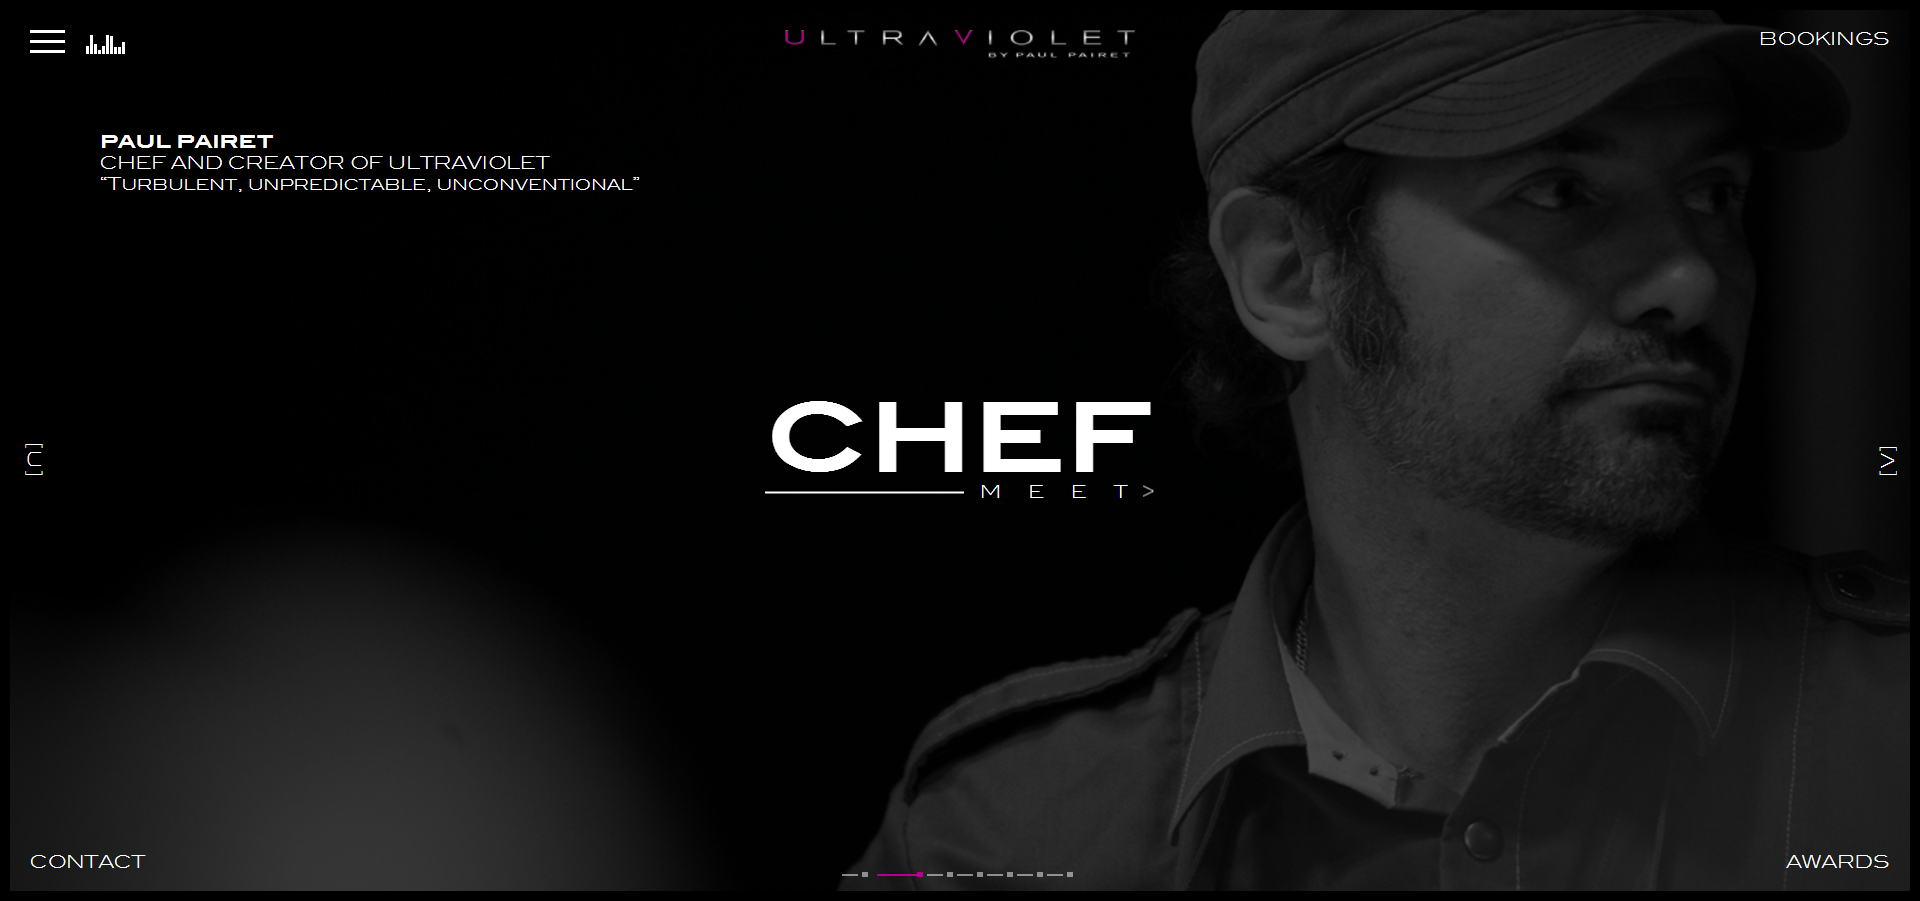 ULTRAVIOLET
BY PAUL PAIRET
BOOKINGS
PAUL PAIRET
CHEF AND CREATOR OF ULTRAVIOLET
“TURBULENT, UNPREDICTABLE, UNCONVENTIONAL”
CHEF
MEET>
[U]
[V]
CONTACT
AWARDS